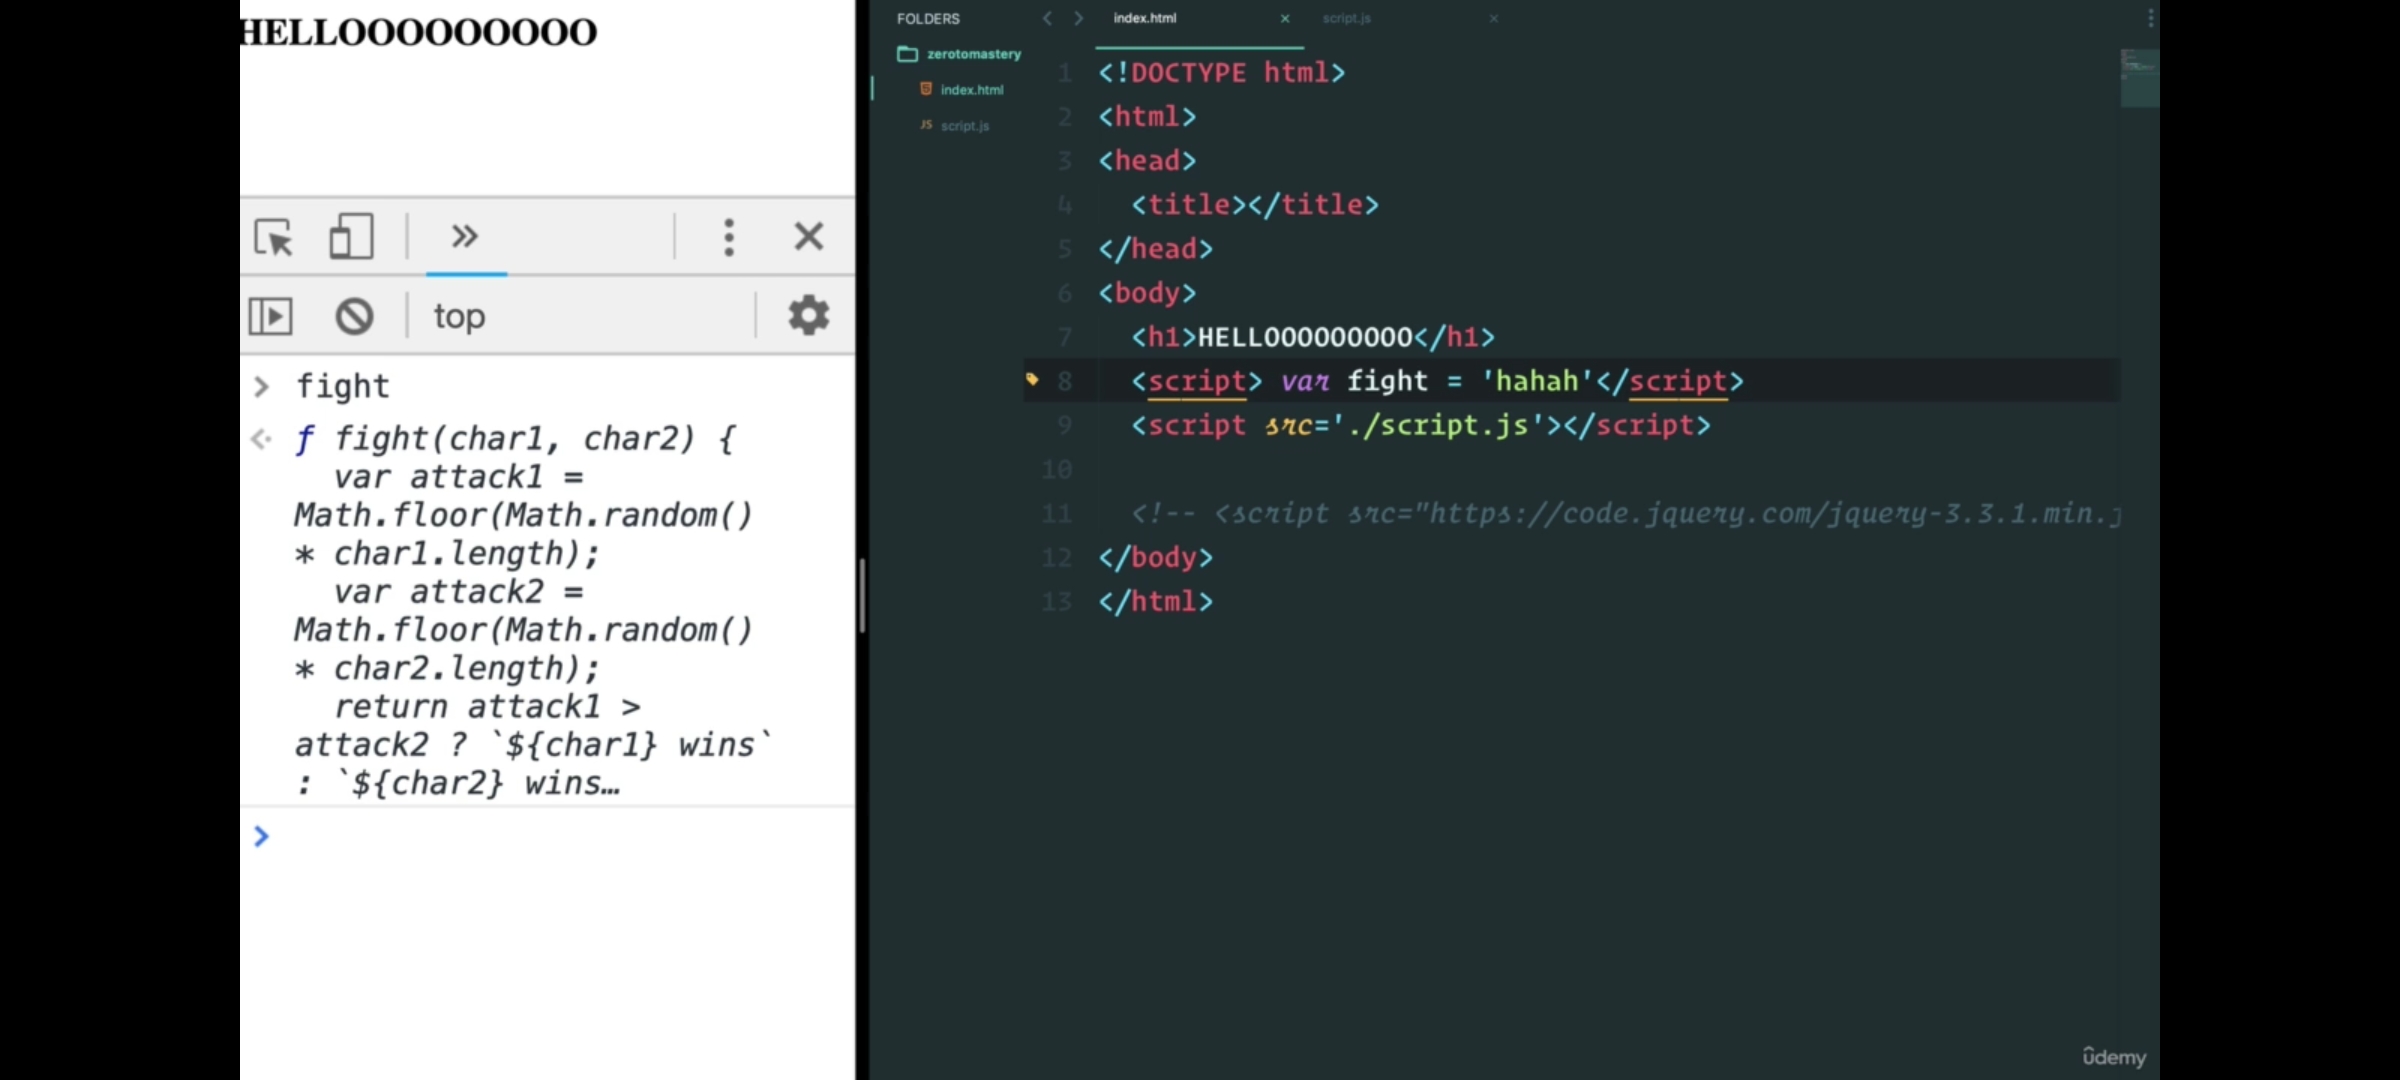 HELLOOOOOOOOO
top
fight
ƒ fight(char1, char2) {
var attack1 =
Math.floor(Math.random()
* char1.length);
var attack2 =
Math.floor(Math.random()
* char2.length);
return attack1 >
attack2 ? `${char1} wins`
: `${char2} wins…
FOLDERS
zerotomastery
index.html
JS script.js
index.html
script.js
1 <!DOCTYPE html>
2 <html>
3 <head>
4 <title></title>
5 </head>
6 <body>
7 <h1>HELLOOOOOOOOO</h1>
8 <script> var fight = 'hahah'</script>
9 <script src='./script.js'></script>
10
11 <!-- <script src="https://code.jquery.com/jquery-3.3.1.min.j
12 </body>
13 </html>
ûdemy